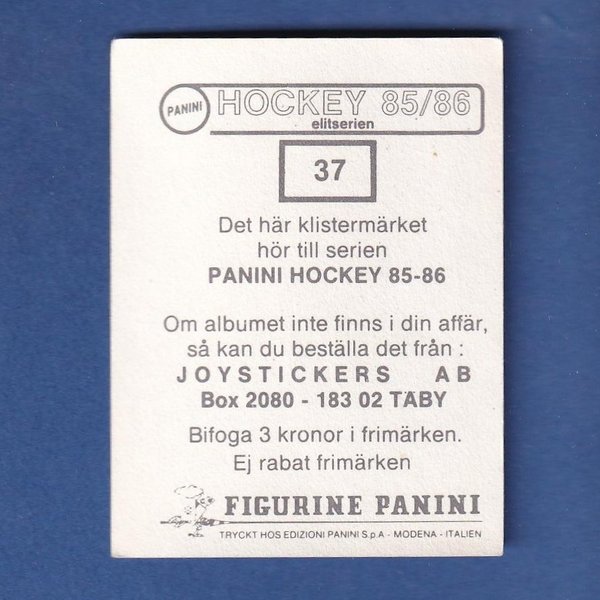 PANINI
HOCKEY 85/86
elitserien
37
Det här klistermärket
hör till serien
PANINI HOCKEY 85-86
Om albumet inte finns i din affär,
så kan du beställa det från :
JOYSTICKERS AB
Box 2080 - 183 02 TÄBY
Bifoga 3 kronor i frimärken.
Ej rabat frimärken
FIGURINE PANINI
TRYCKT HOS EDIZIONI PANINI S.p.A - MODENA - ITALIEN